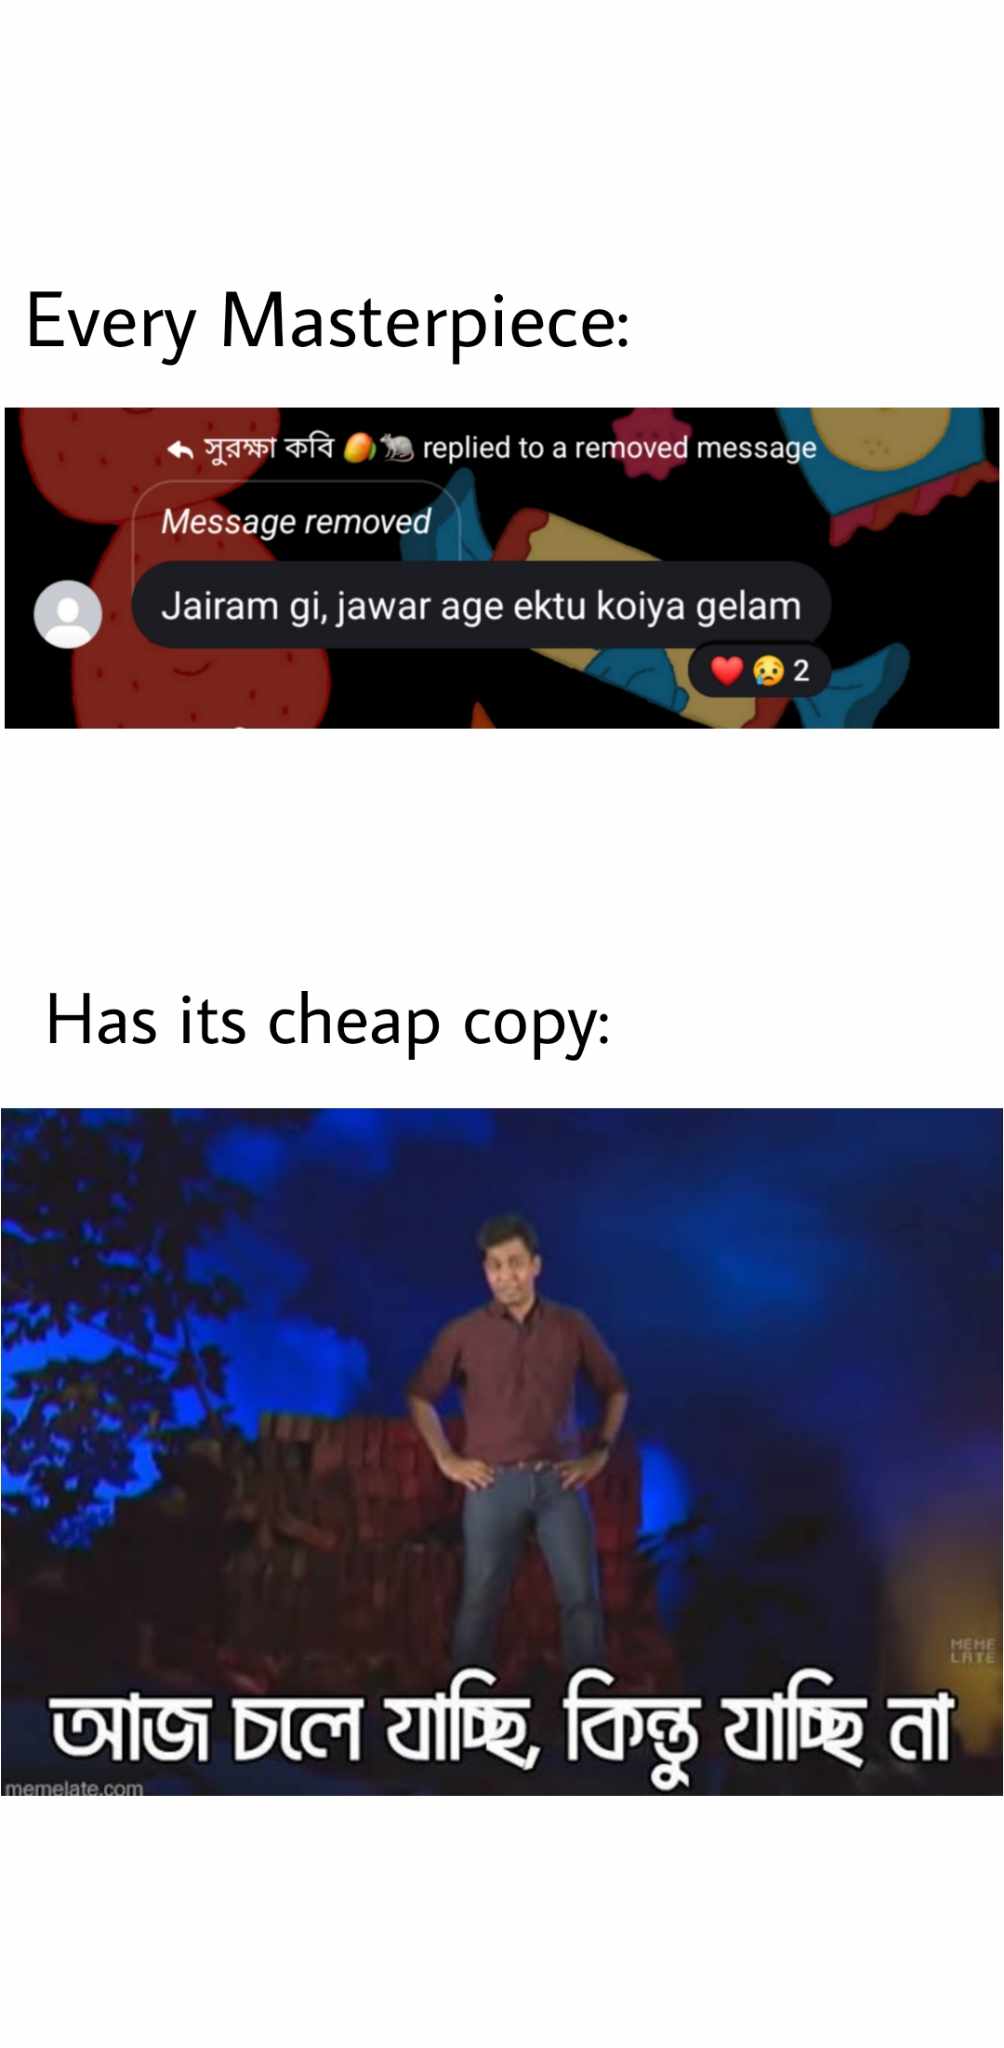 Every Masterpiece:
সুরক্ষা কবি 🥭🐀 replied to a removed message
Message removed
Jairam gi, jawar age ektu koiya gelam
❤️😢 2
Has its cheap copy:
MEME
LATE
আজ চলে যাচ্ছি, কিন্তু যাচ্ছি না
memelate.com